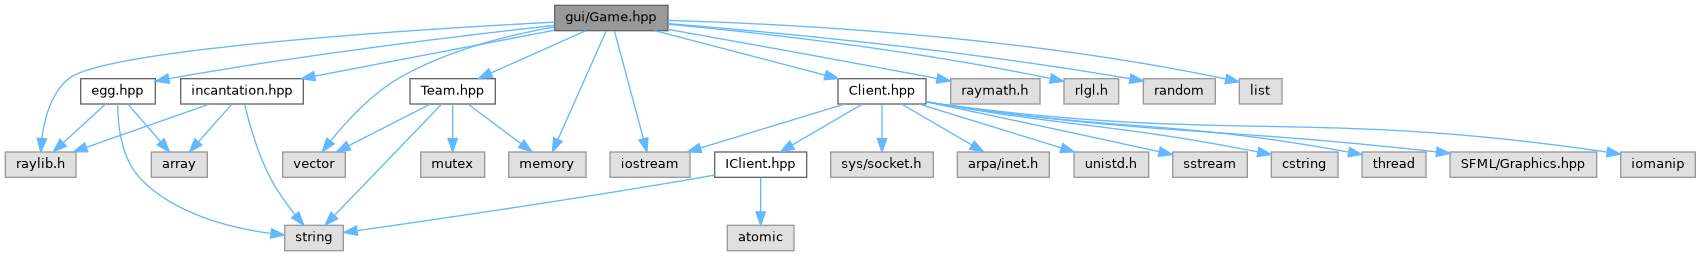 gui/Game.hpp
egg.hpp
incantation.hpp
Team.hpp
Client.hpp
raymath.h
rlgl.h
random
list
raylib.h
array
vector
mutex
memory
iostream
IClient.hpp
sys/socket.h
arpa/inet.h
unistd.h
sstream
cstring
thread
SFML/Graphics.hpp
iomanip
string
atomic